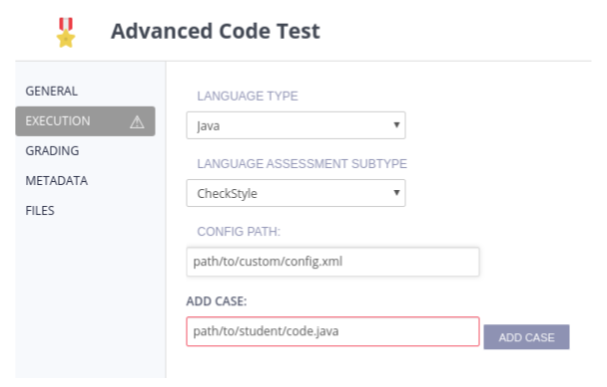 Advanced Code Test
GENERAL
EXECUTION
GRADING
METADATA
FILES
LANGUAGE TYPE
Java
LANGUAGE ASSESSMENT SUBTYPE
CheckStyle
CONFIG PATH:
path/to/custom/config.xml
ADD CASE:
path/to/student/code.java
ADD CASE